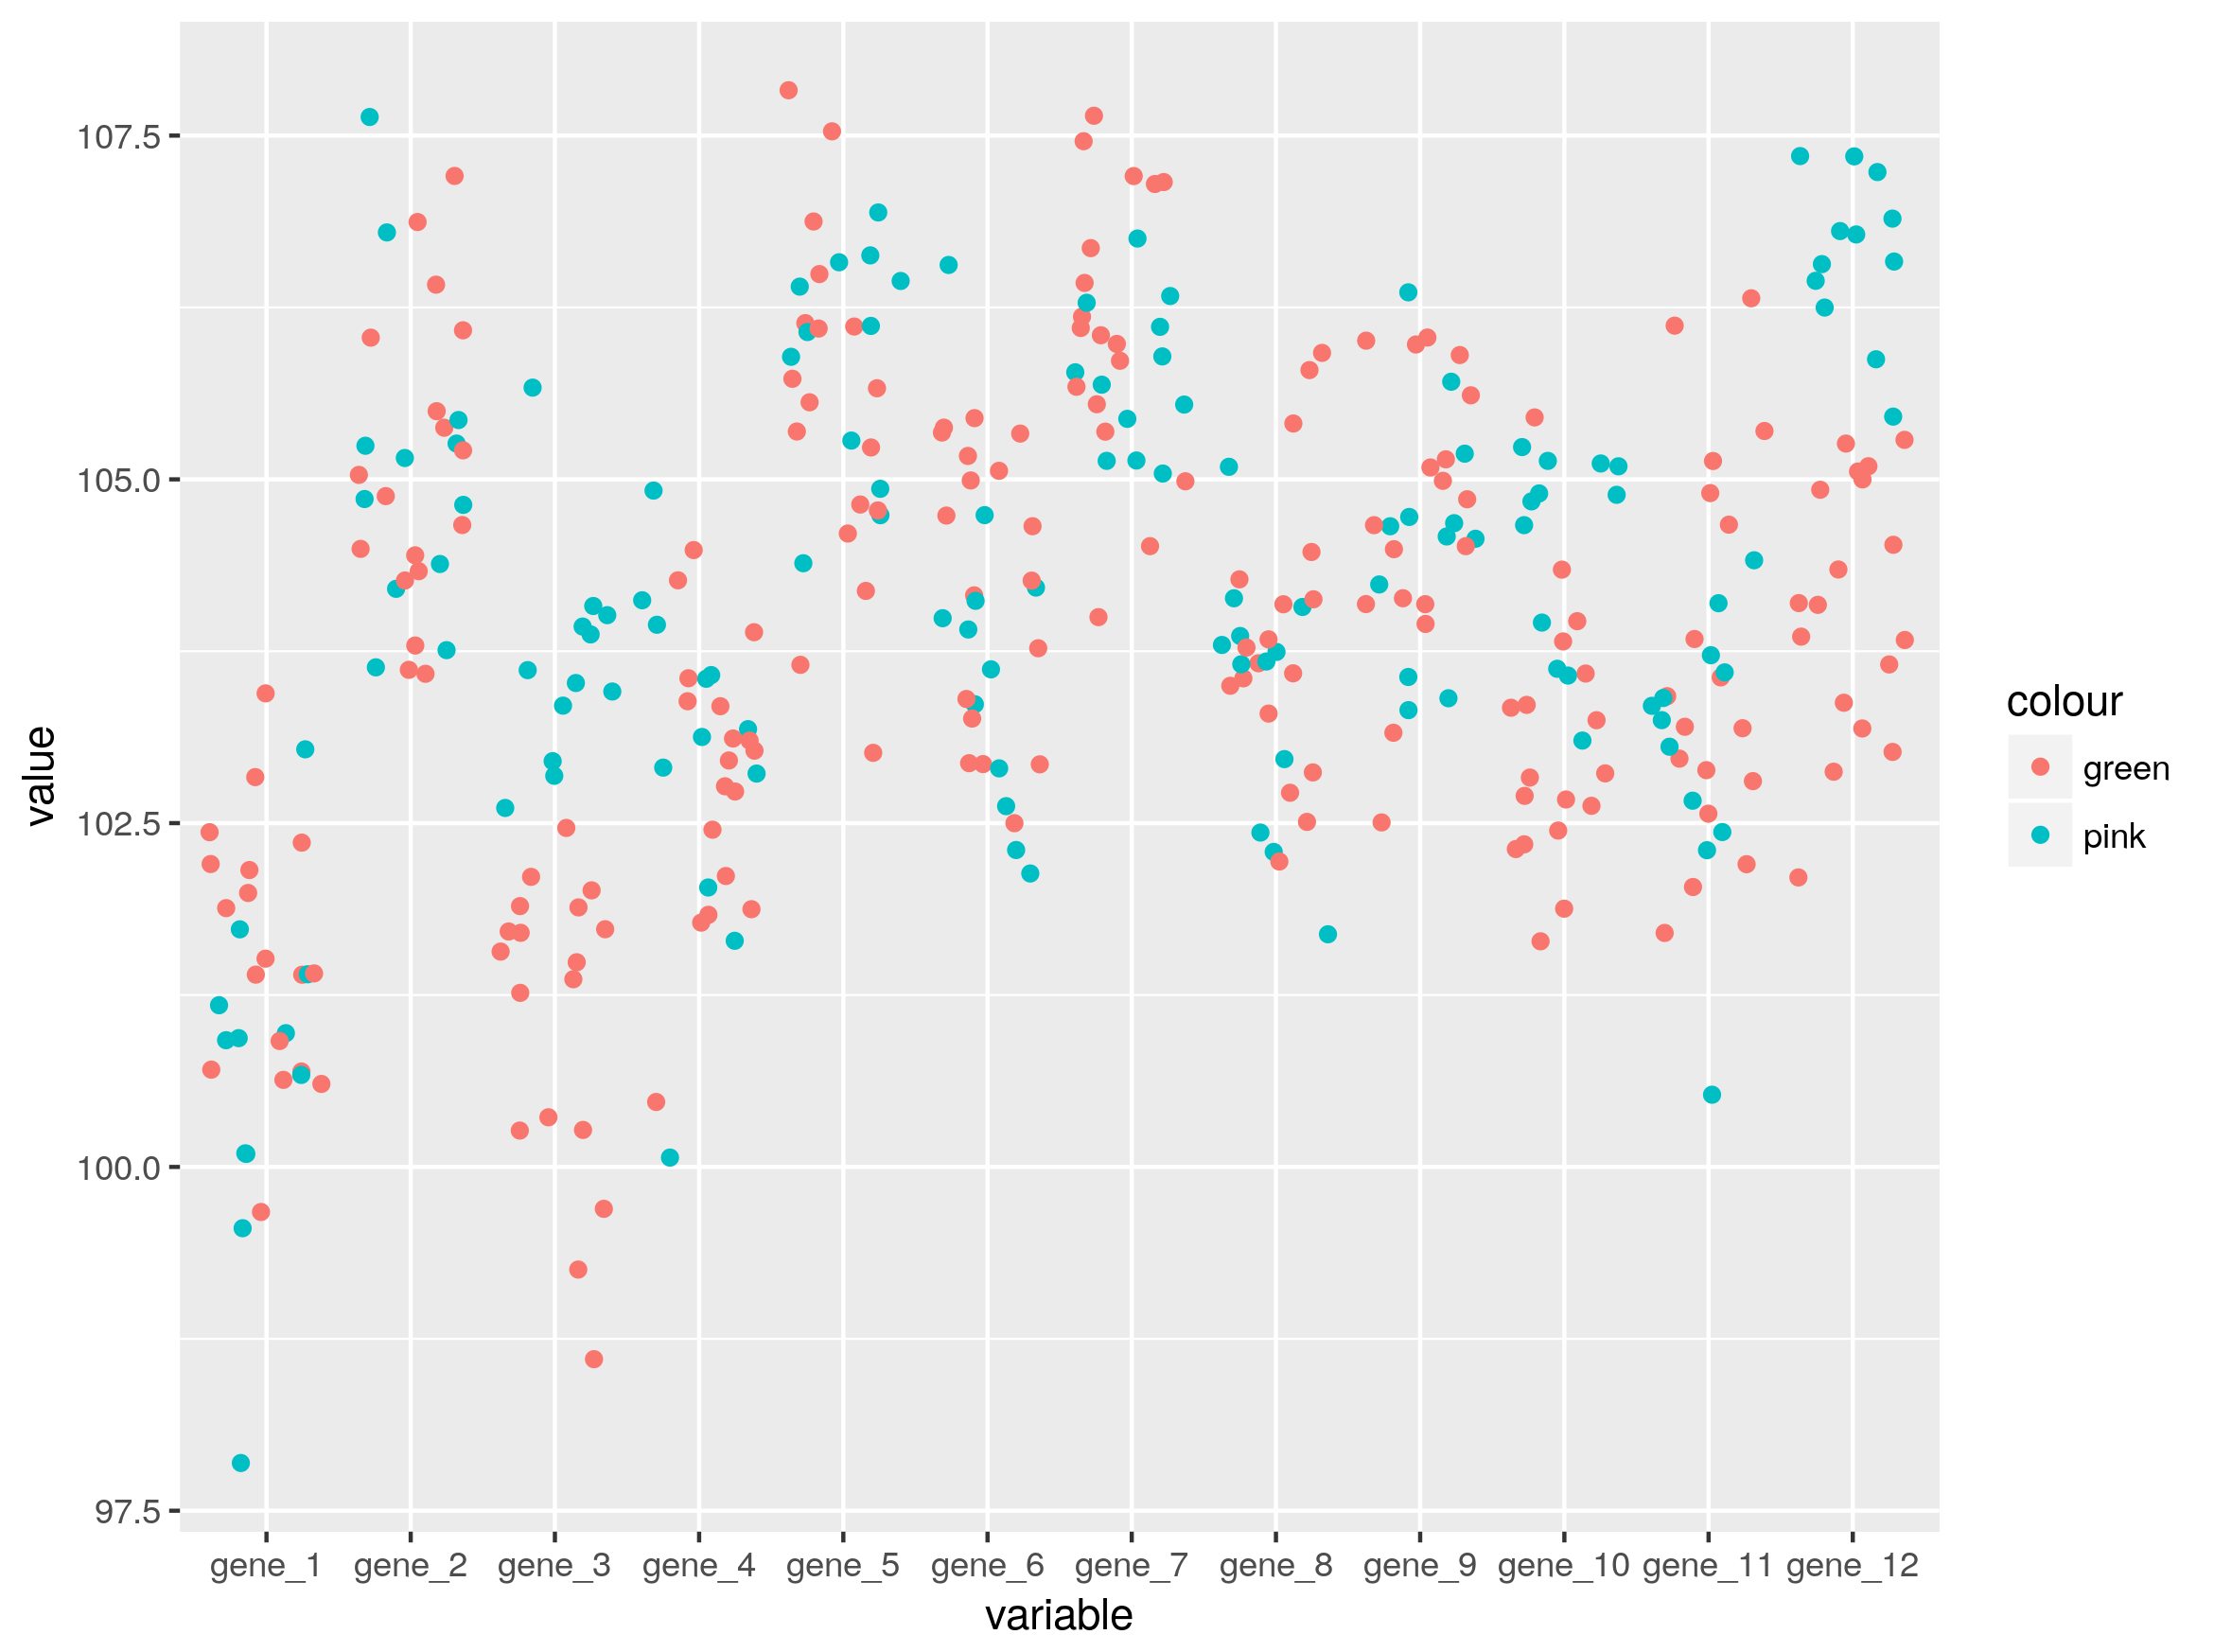 107.5
105.0
102.5
100.0
97.5
value
gene_1 gene_2 gene_3 gene_4 gene_5 gene_6 gene_7 gene_8 gene_9 gene_10 gene_11 gene_12
variable
colour
green
pink